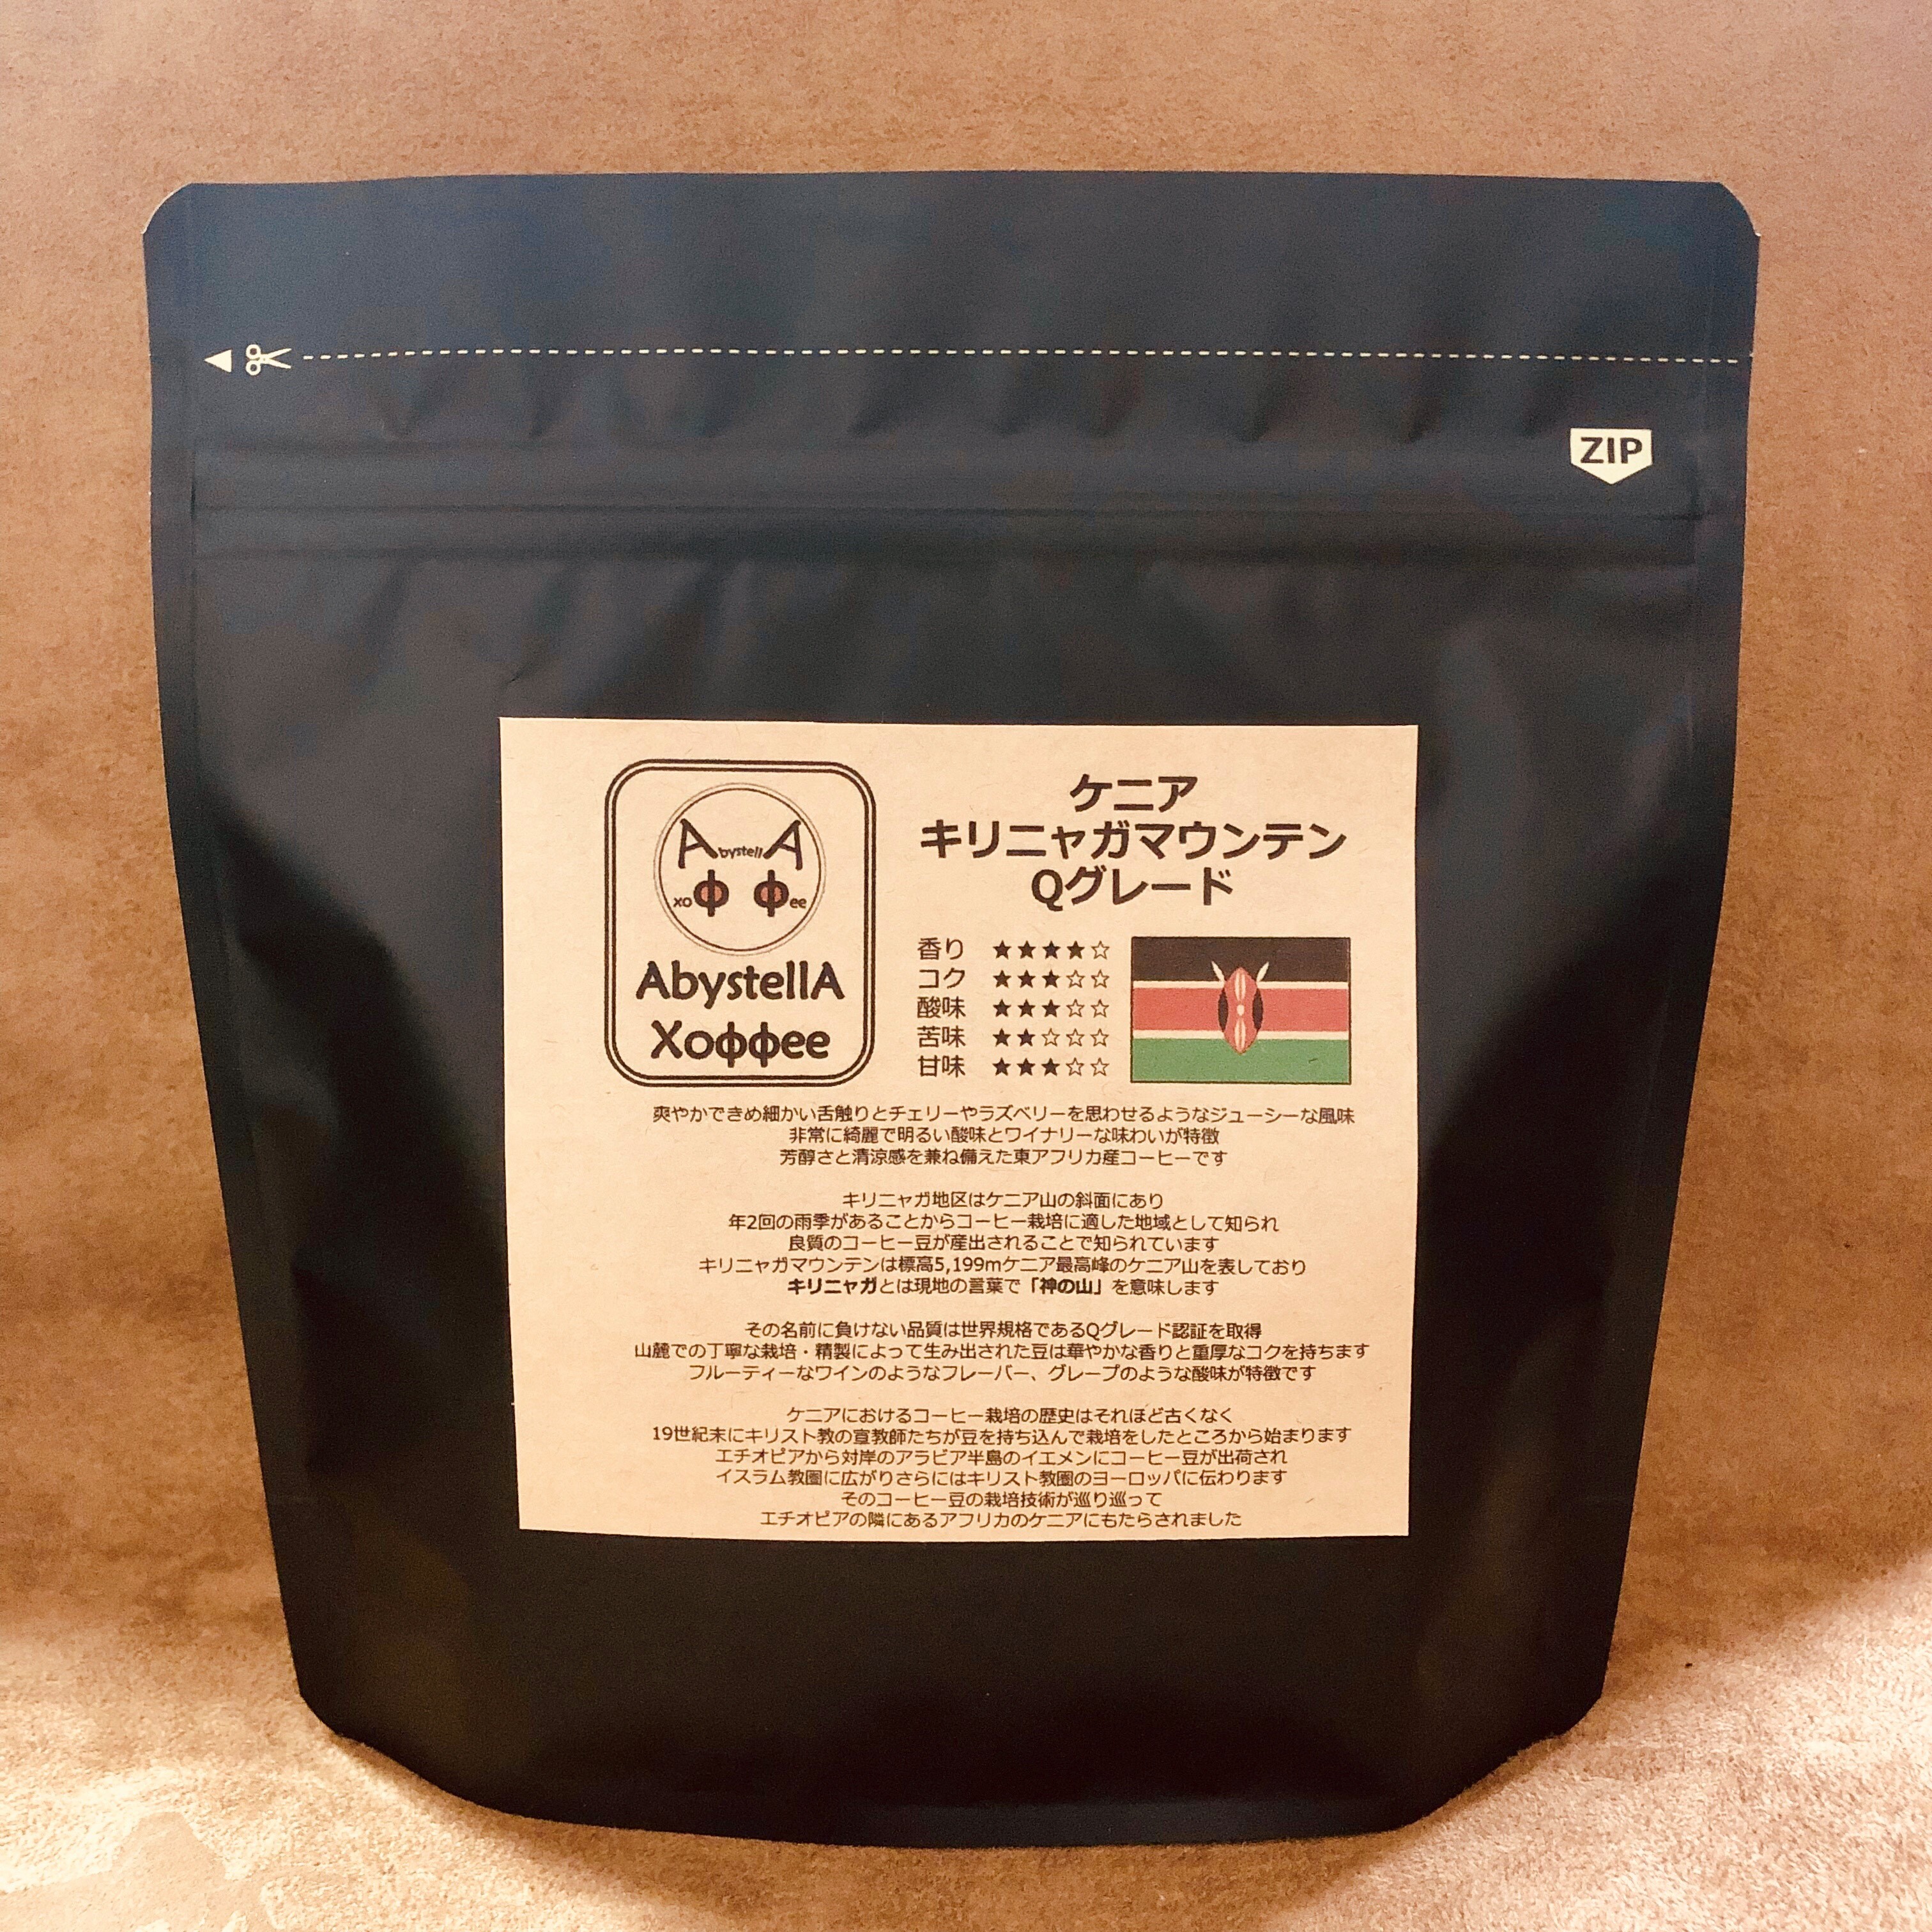 ZIP
AbystellA
xoφφee
AbystellA
Xoφφee
ケニア
キリニャガマウンテン
Qグレード
香り ★★★★☆
コク ★★★☆☆
酸味 ★★★☆☆
苦味 ★★☆☆☆
甘味 ★★★☆☆
爽やかできめ細かい舌触りとチェリーやラズベリーを思わせるようなジューシーな風味
非常に綺麗で明るい酸味とワイナリーな味わいが特徴
芳醇さと清涼感を兼ね備えた東アフリカ産コーヒーです
キリニャガ地区はケニア山の斜面にあり
年2回の雨季があることからコーヒー栽培に適した地域として知られ
良質のコーヒー豆が産出されることで知られています
キリニャガマウンテンは標高5,199mケニア最高峰のケニア山を表しており
キリニャガとは現地の言葉で「神の山」を意味します
その名前に負けない品質は世界規格であるQグレード認証を取得
山麓での丁寧な栽培・精製によって生み出された豆は華やかな香りと重厚なコクを持ちます
フルーティーなワインのようなフレーバー、グレープのような酸味が特徴です
ケニアにおけるコーヒー栽培の歴史はそれほど古くなく
19世紀末にキリスト教の宣教師たちが豆を持ち込んで栽培をしたところから始まります
エチオピアから対岸のアラビア半島のイエメンにコーヒー豆が出荷され
イスラム教圏に広がりさらにはキリスト教圏のヨーロッパに伝わります
そのコーヒー豆の栽培技術が巡り巡って
エチオピアの隣にあるアフリカのケニアにもたらされました